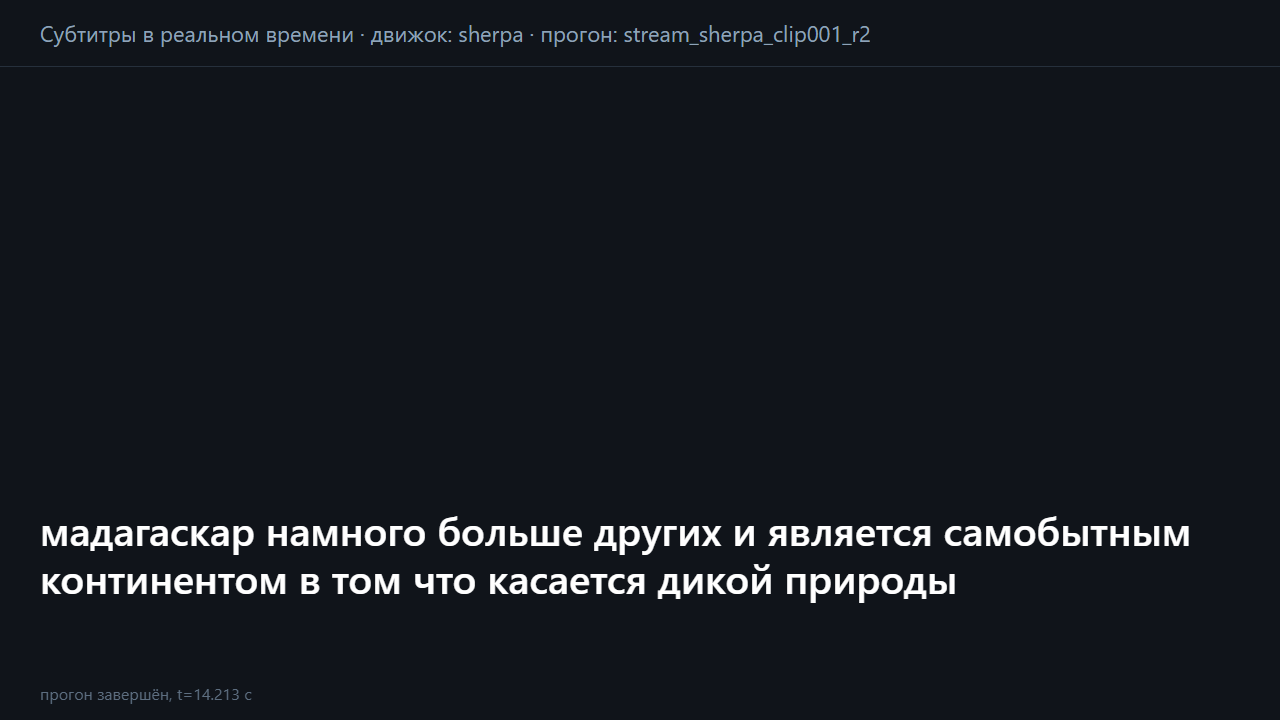 Субтитры в реальном времени · движок: sherpa · прогон: stream_sherpa_clip001_r2
мадагаскар намного больше других и является самобытным
континентом в том что касается дикой природы
прогон завершён, t=14.213 с